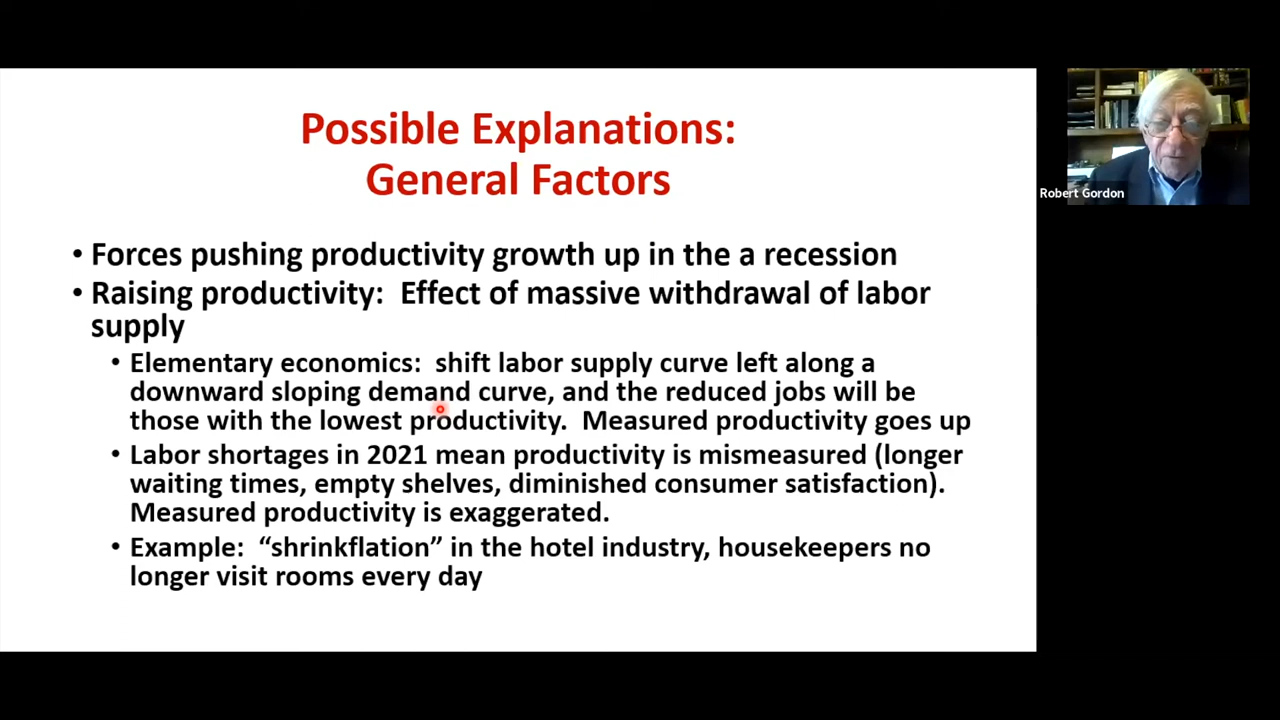 Possible Explanations:
General Factors
• Forces pushing productivity growth up in the a recession
• Raising productivity: Effect of massive withdrawal of labor
supply
• Elementary economics: shift labor supply curve left along a
downward sloping demand curve, and the reduced jobs will be
those with the lowest productivity. Measured productivity goes up
• Labor shortages in 2021 mean productivity is mismeasured (longer
waiting times, empty shelves, diminished consumer satisfaction).
Measured productivity is exaggerated.
• Example: “shrinkflation” in the hotel industry, housekeepers no
longer visit rooms every day
Robert Gordon